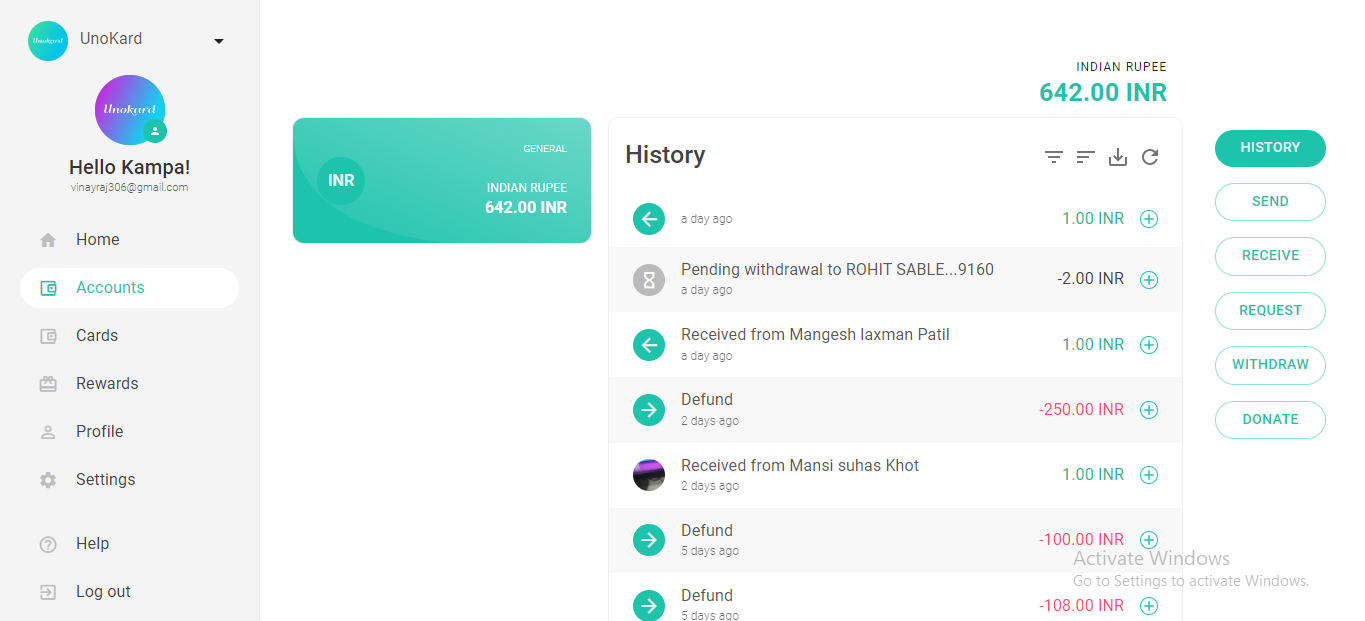 Unokard
UnoKard
Unokard
Hello Kampa!
vinayraj306@gmail.com
Home
Accounts
Cards
Rewards
Profile
Settings
Help
Log out
GENERAL
INR
INDIAN RUPEE
642.00 INR
INDIAN RUPEE
642.00 INR
History
a day ago
1.00 INR
Pending withdrawal to ROHIT SABLE...9160
a day ago
-2.00 INR
Received from Mangesh laxman Patil
a day ago
1.00 INR
Defund
2 days ago
-250.00 INR
Received from Mansi suhas Khot
2 days ago
1.00 INR
Defund
5 days ago
-100.00 INR
Defund
5 days ago
-108.00 INR
HISTORY
SEND
RECEIVE
REQUEST
WITHDRAW
DONATE
Activate Windows
Go to Settings to activate Windows.